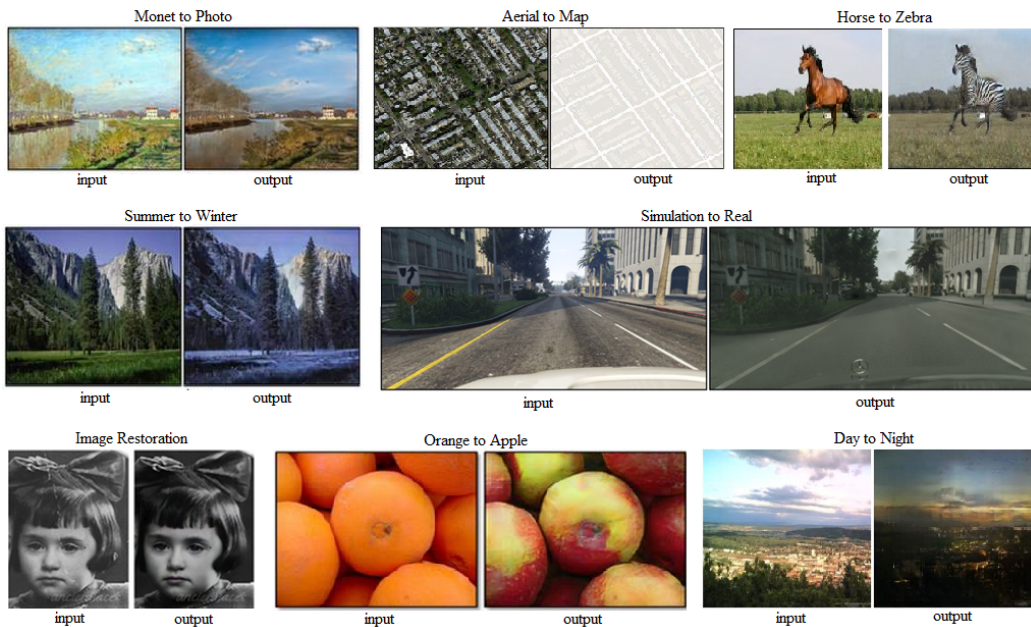 Monet to Photo
Aerial to Map
Horse to Zebra
input
output
input
output
input
output
Summer to Winter
Simulation to Real
input
output
input
output
Image Restoration
Orange to Apple
Day to Night
input
output
input
output
input
output